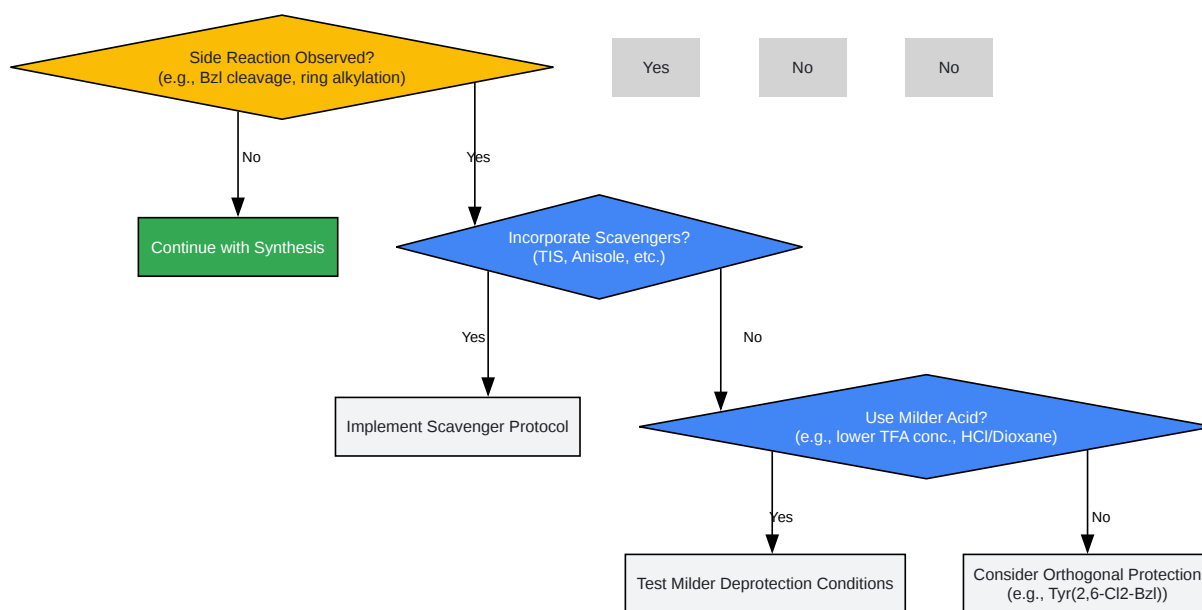 Side Reaction Observed?
(e.g., Bzl cleavage, ring alkylation)
Yes
No
No
No
Yes
Continue with Synthesis
Incorporate Scavengers?
(TIS, Anisole, etc.)
Yes
No
Implement Scavenger Protocol
Use Milder Acid?
(e.g., lower TFA conc., HCl/Dioxane)
Yes
No
Test Milder Deprotection Conditions
Consider Orthogonal Protection
(e.g., Tyr(2,6-Cl2-Bzl))